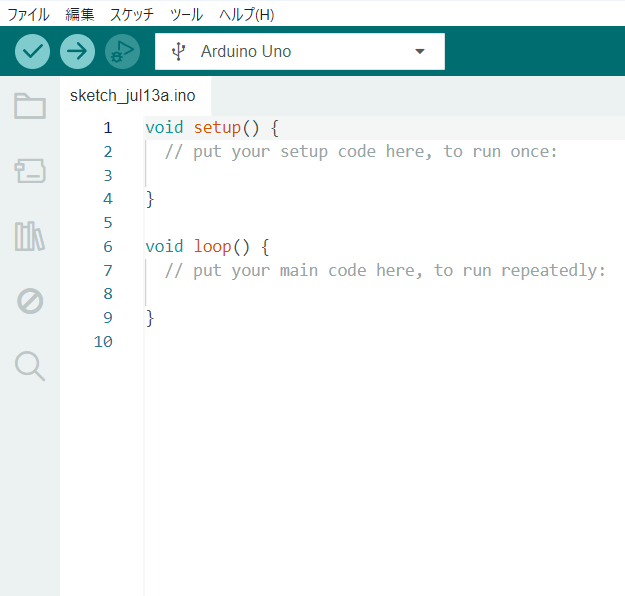 ファイル 編集 スケッチ ツール ヘルプ(H)
Arduino Uno
sketch_jul13a.ino
1 void setup() {
2 // put your setup code here, to run once:
3
4 }
5
6 void loop() {
7 // put your main code here, to run repeatedly:
8
9 }
10